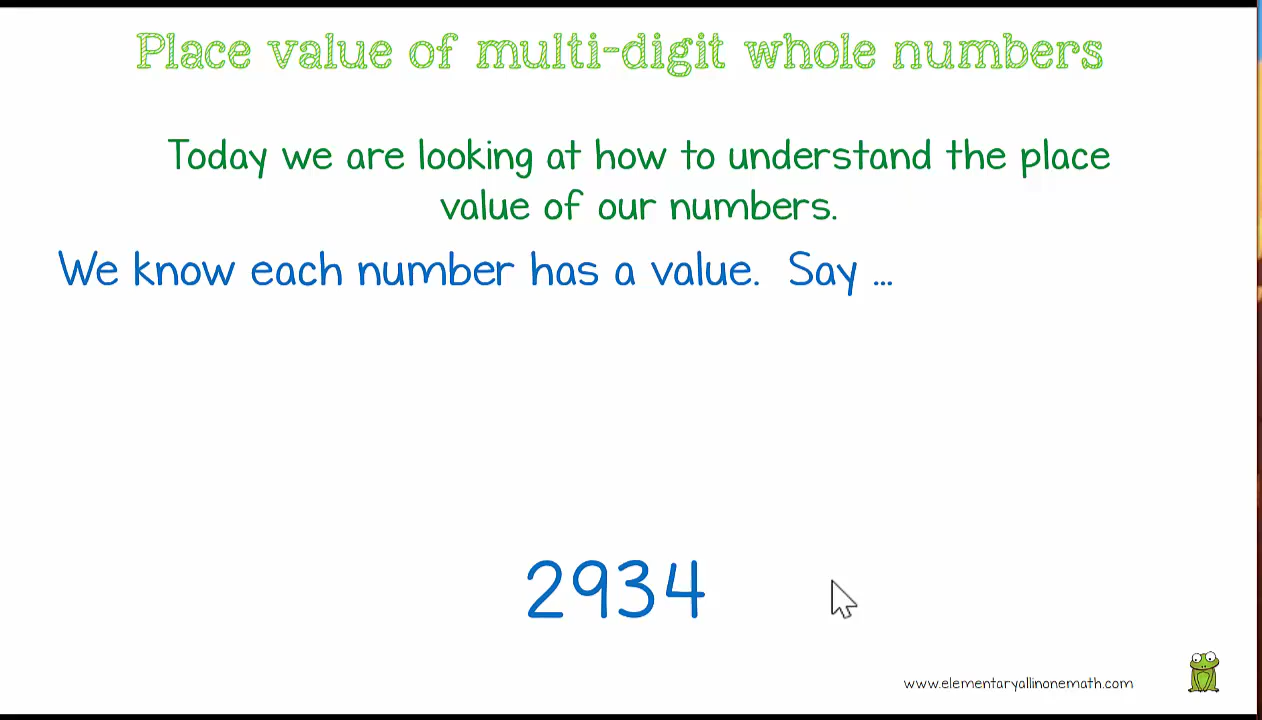 Place value of multi-digit whole numbers
Today we are looking at how to understand the place
value of our numbers.
We know each number has a value.  Say ...
2934
www.elementaryallinonemath.com